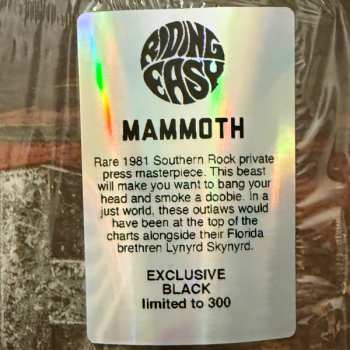 RIDING
EASY
MAMMOTH
Rare 1981 Southern Rock private
press masterpiece. This beast
will make you want to bang your
head and smoke a doobie. In a
just world, these outlaws would
have been at the top of the
charts alongside their Florida
brethren Lynyrd Skynyrd.
EXCLUSIVE
BLACK
limited to 300